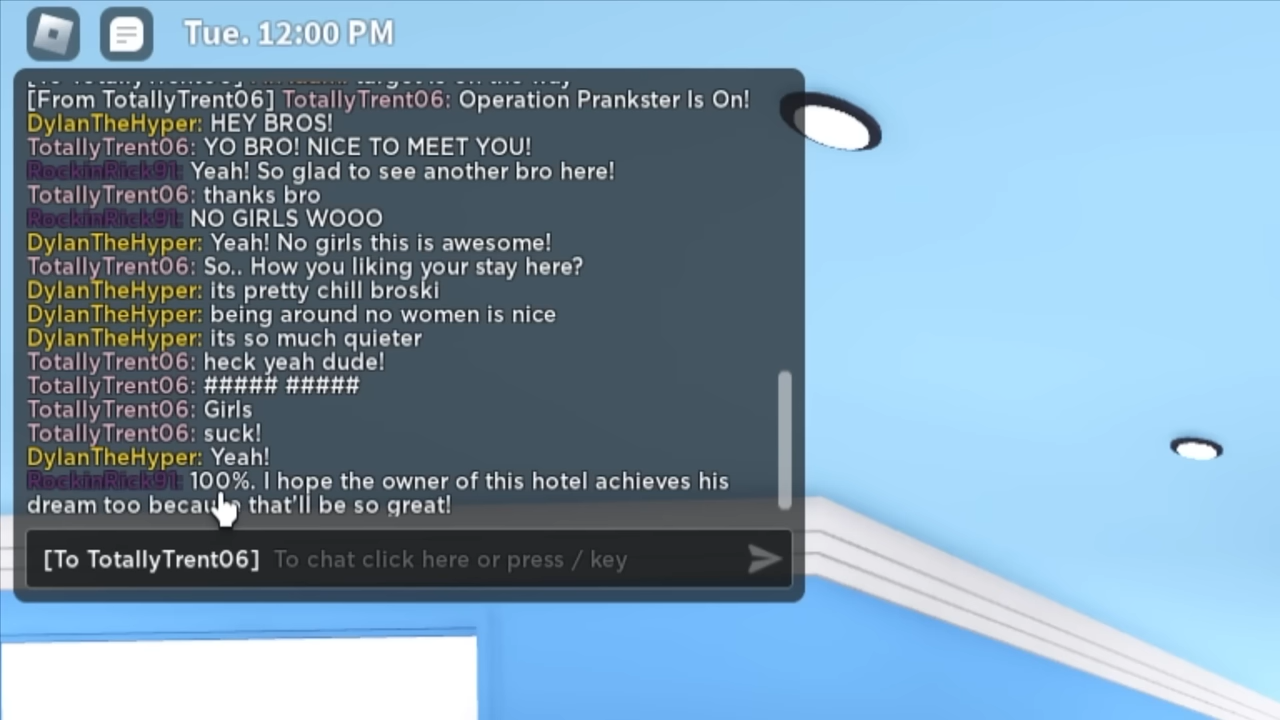 Tue. 12:00 PM
[From TotallyTrent06] TotallyTrent06: Operation Prankster Is On!
DylanTheHyper: HEY BROS!
TotallyTrent06: YO BRO! NICE TO MEET YOU!
RockinRick91: Yeah! So glad to see another bro here!
TotallyTrent06: thanks bro
RockinRick91: NO GIRLS WOOO
DylanTheHyper: Yeah! No girls this is awesome!
TotallyTrent06: So.. How you liking your stay here?
DylanTheHyper: its pretty chill broski
DylanTheHyper: being around no women is nice
DylanTheHyper: its so much quieter
TotallyTrent06: heck yeah dude!
TotallyTrent06: ##### #####
TotallyTrent06: Girls
TotallyTrent06: suck!
DylanTheHyper: Yeah!
RockinRick91: 100%. I hope the owner of this hotel achieves his
dream too because that'll be so great!
[To TotallyTrent06] To chat click here or press / key